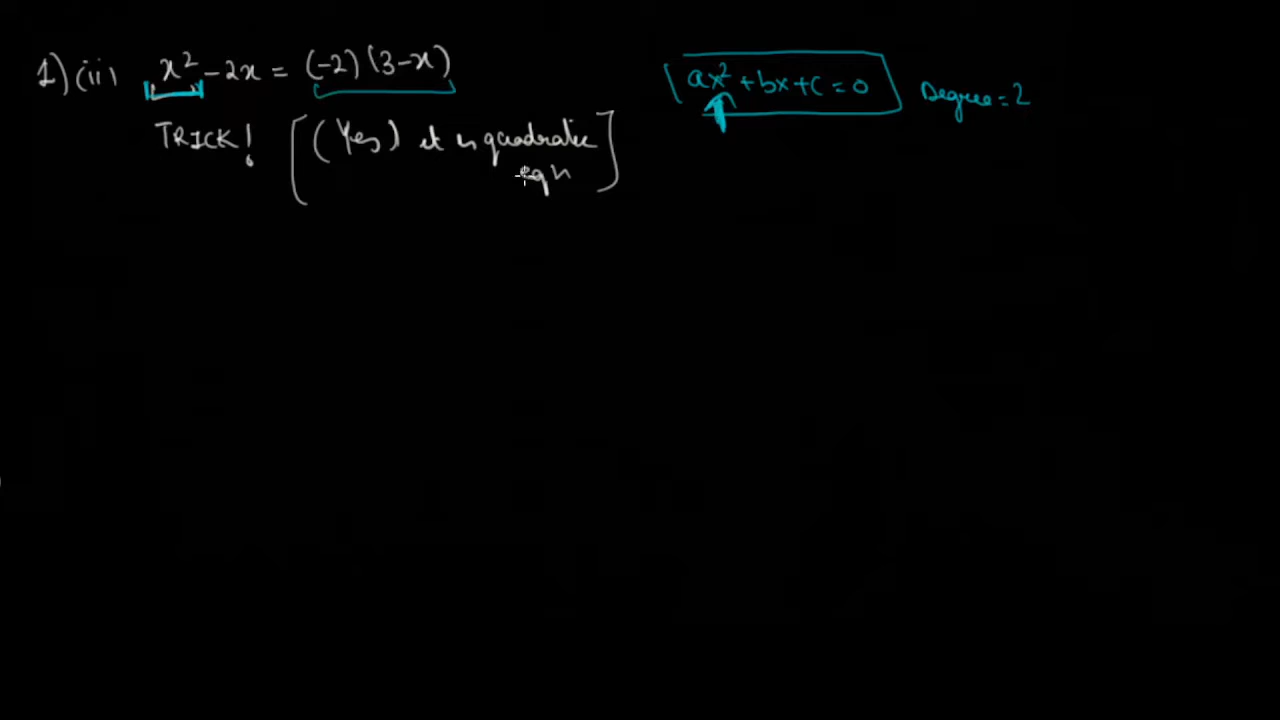 1) (ii) x² - 2x = (-2) (3-x)
ax² + bx + c = 0 Degree = 2
TRICK! [(Yes) it is quadratic
eqn]